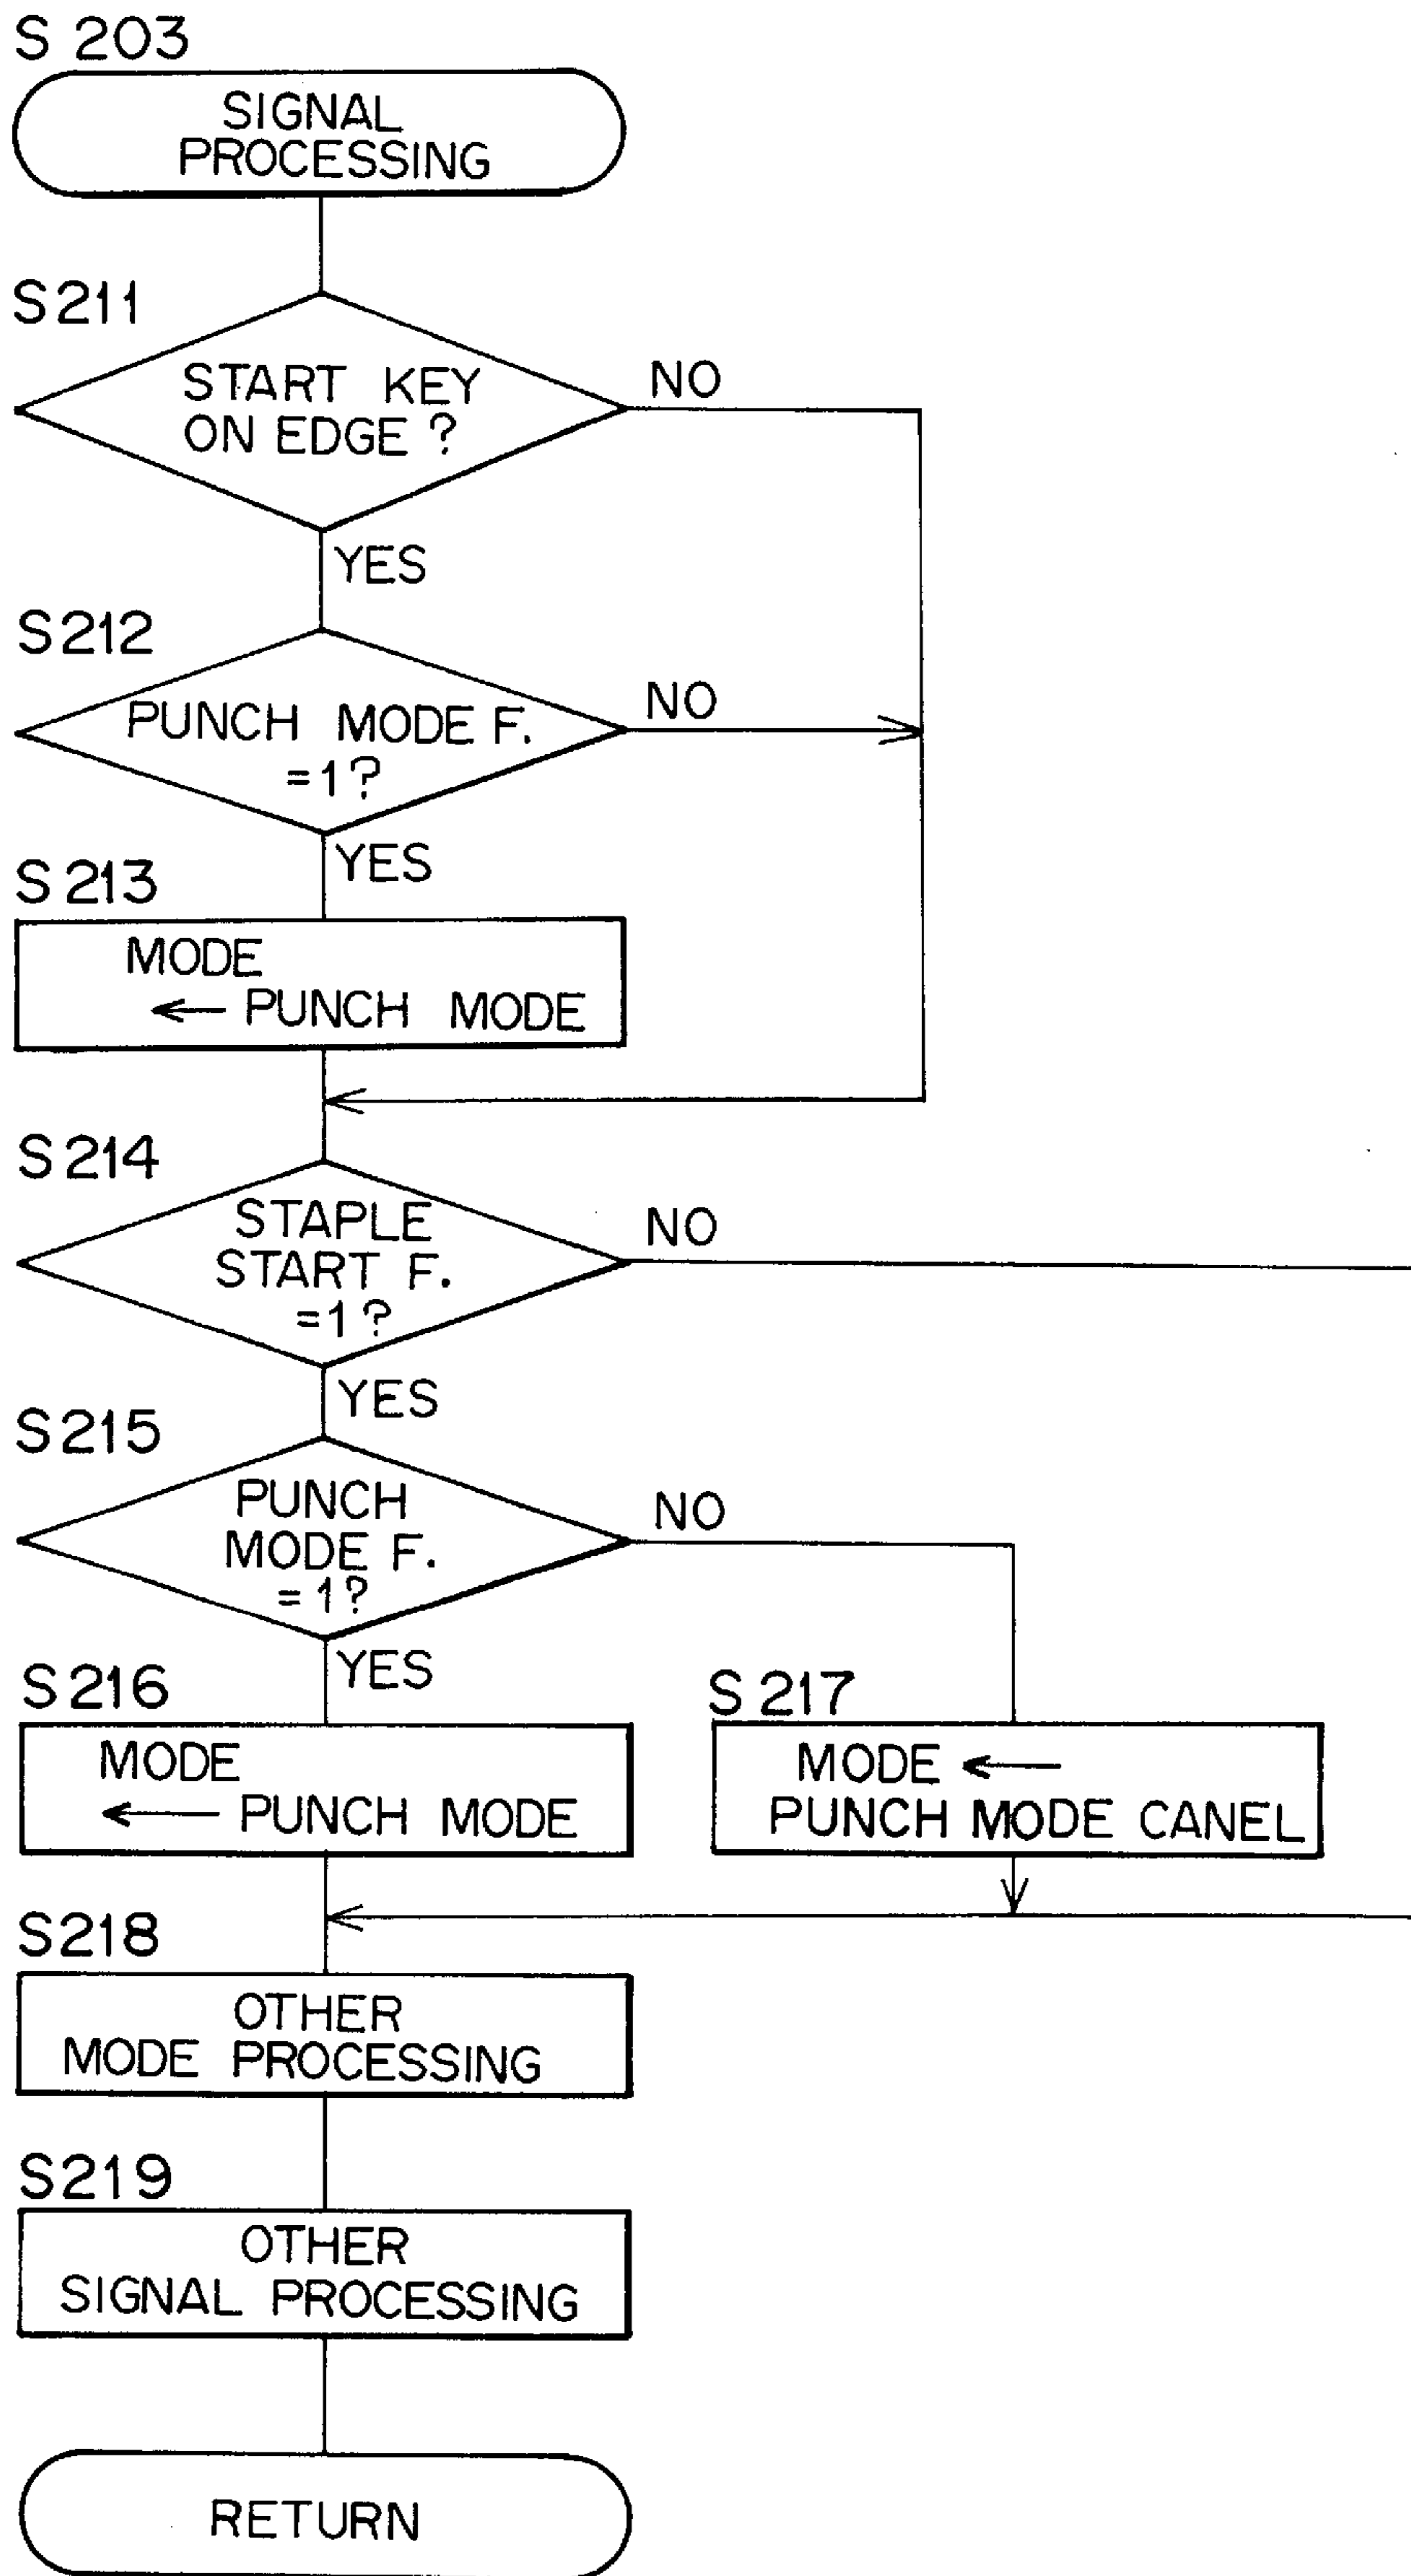 S 203
SIGNAL
PROCESSING
S211
START KEY
ON EDGE ?
NO
YES
S212
PUNCH MODE F.
=1?
NO
YES
S 213
MODE
← PUNCH MODE
S 214
STAPLE
START F.
=1?
NO
YES
S215
PUNCH
MODE F.
=1?
NO
YES
S 216
MODE
← PUNCH MODE
S 217
MODE ←
PUNCH MODE CANEL
S218
OTHER
MODE PROCESSING
S219
OTHER
SIGNAL PROCESSING
RETURN